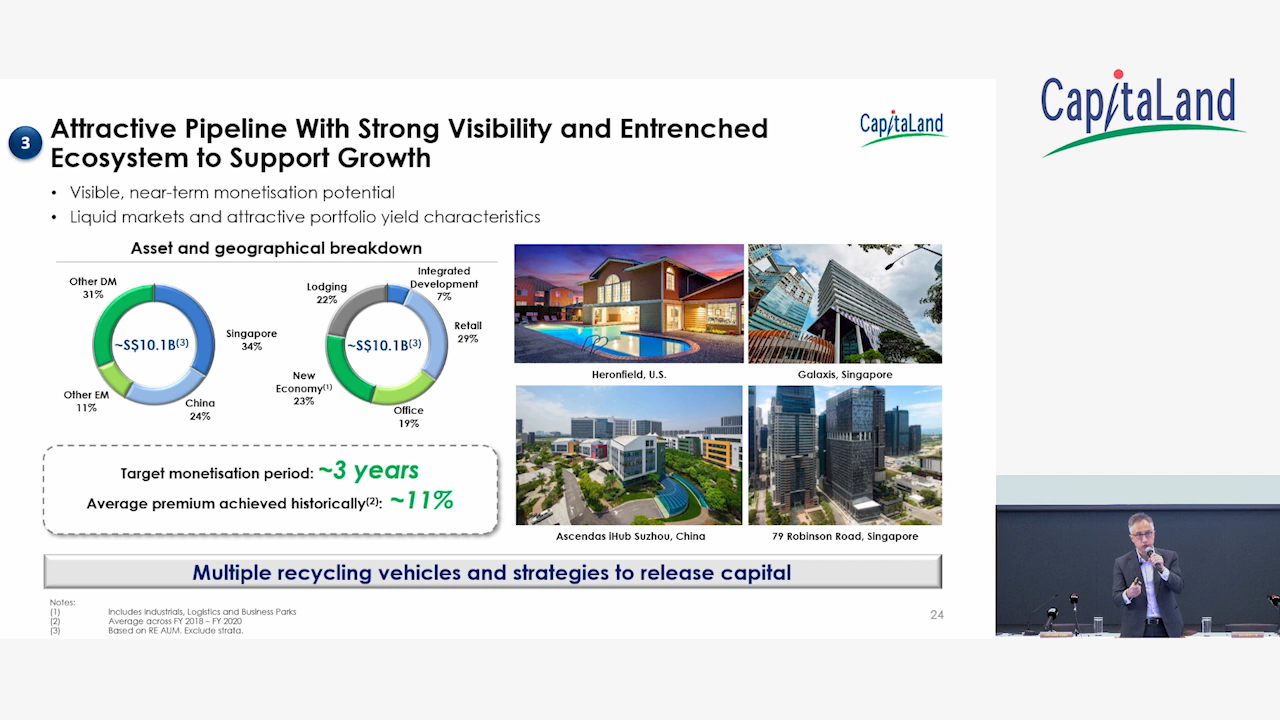 CapitaLand
3
Attractive Pipeline With Strong Visibility and Entrenched
Ecosystem to Support Growth
CapitaLand
• Visible, near-term monetisation potential
• Liquid markets and attractive portfolio yield characteristics
Asset and geographical breakdown
Other DM
31%
~S$10.1B(3)
Singapore
34%
Other EM
11%
China
24%
Lodging
22%
Integrated
Development
7%
~S$10.1B(3)
Retail
29%
New
Economy(1)
23%
Office
19%
Heronfield, U.S.
Galaxis, Singapore
Ascendas iHub Suzhou, China
79 Robinson Road, Singapore
Target monetisation period: ~3 years
Average premium achieved historically(2): ~11%
Multiple recycling vehicles and strategies to release capital
Notes:
(1) Includes Industrials, Logistics and Business Parks
(2) Average across FY 2018 – FY 2020
(3) Based on RE AUM. Exclude strata.
24